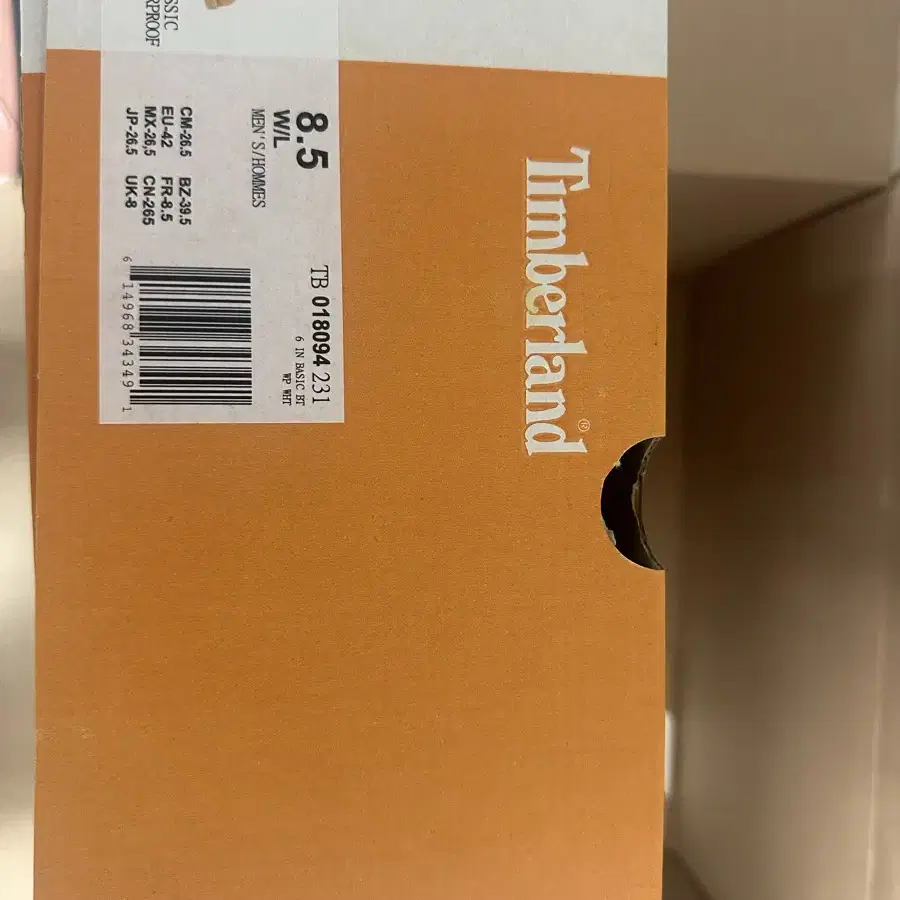 SSIC
RPROOF
8.5
W/L
MEN'S/HOMMES
CM-26.5 BZ-39.5
EU-42 FR-8.5
MX-26,5 CN-265
JP-26.5 UK-8
TB 018094 231
6 IN BASIC BT
WP WHT
6 14968 34349 1
Timberland®